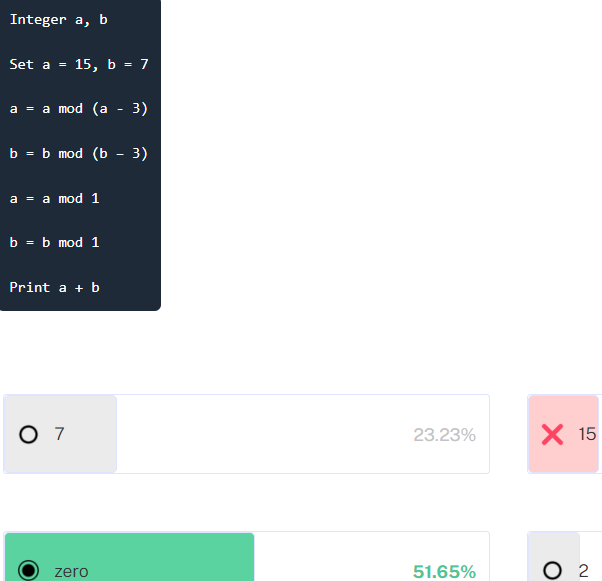 Integer a, b
Set a = 15, b = 7
a = a mod (a - 3)
b = b mod (b – 3)
a = a mod 1
b = b mod 1
Print a + b
7 23.23%
15
zero 51.65%
2